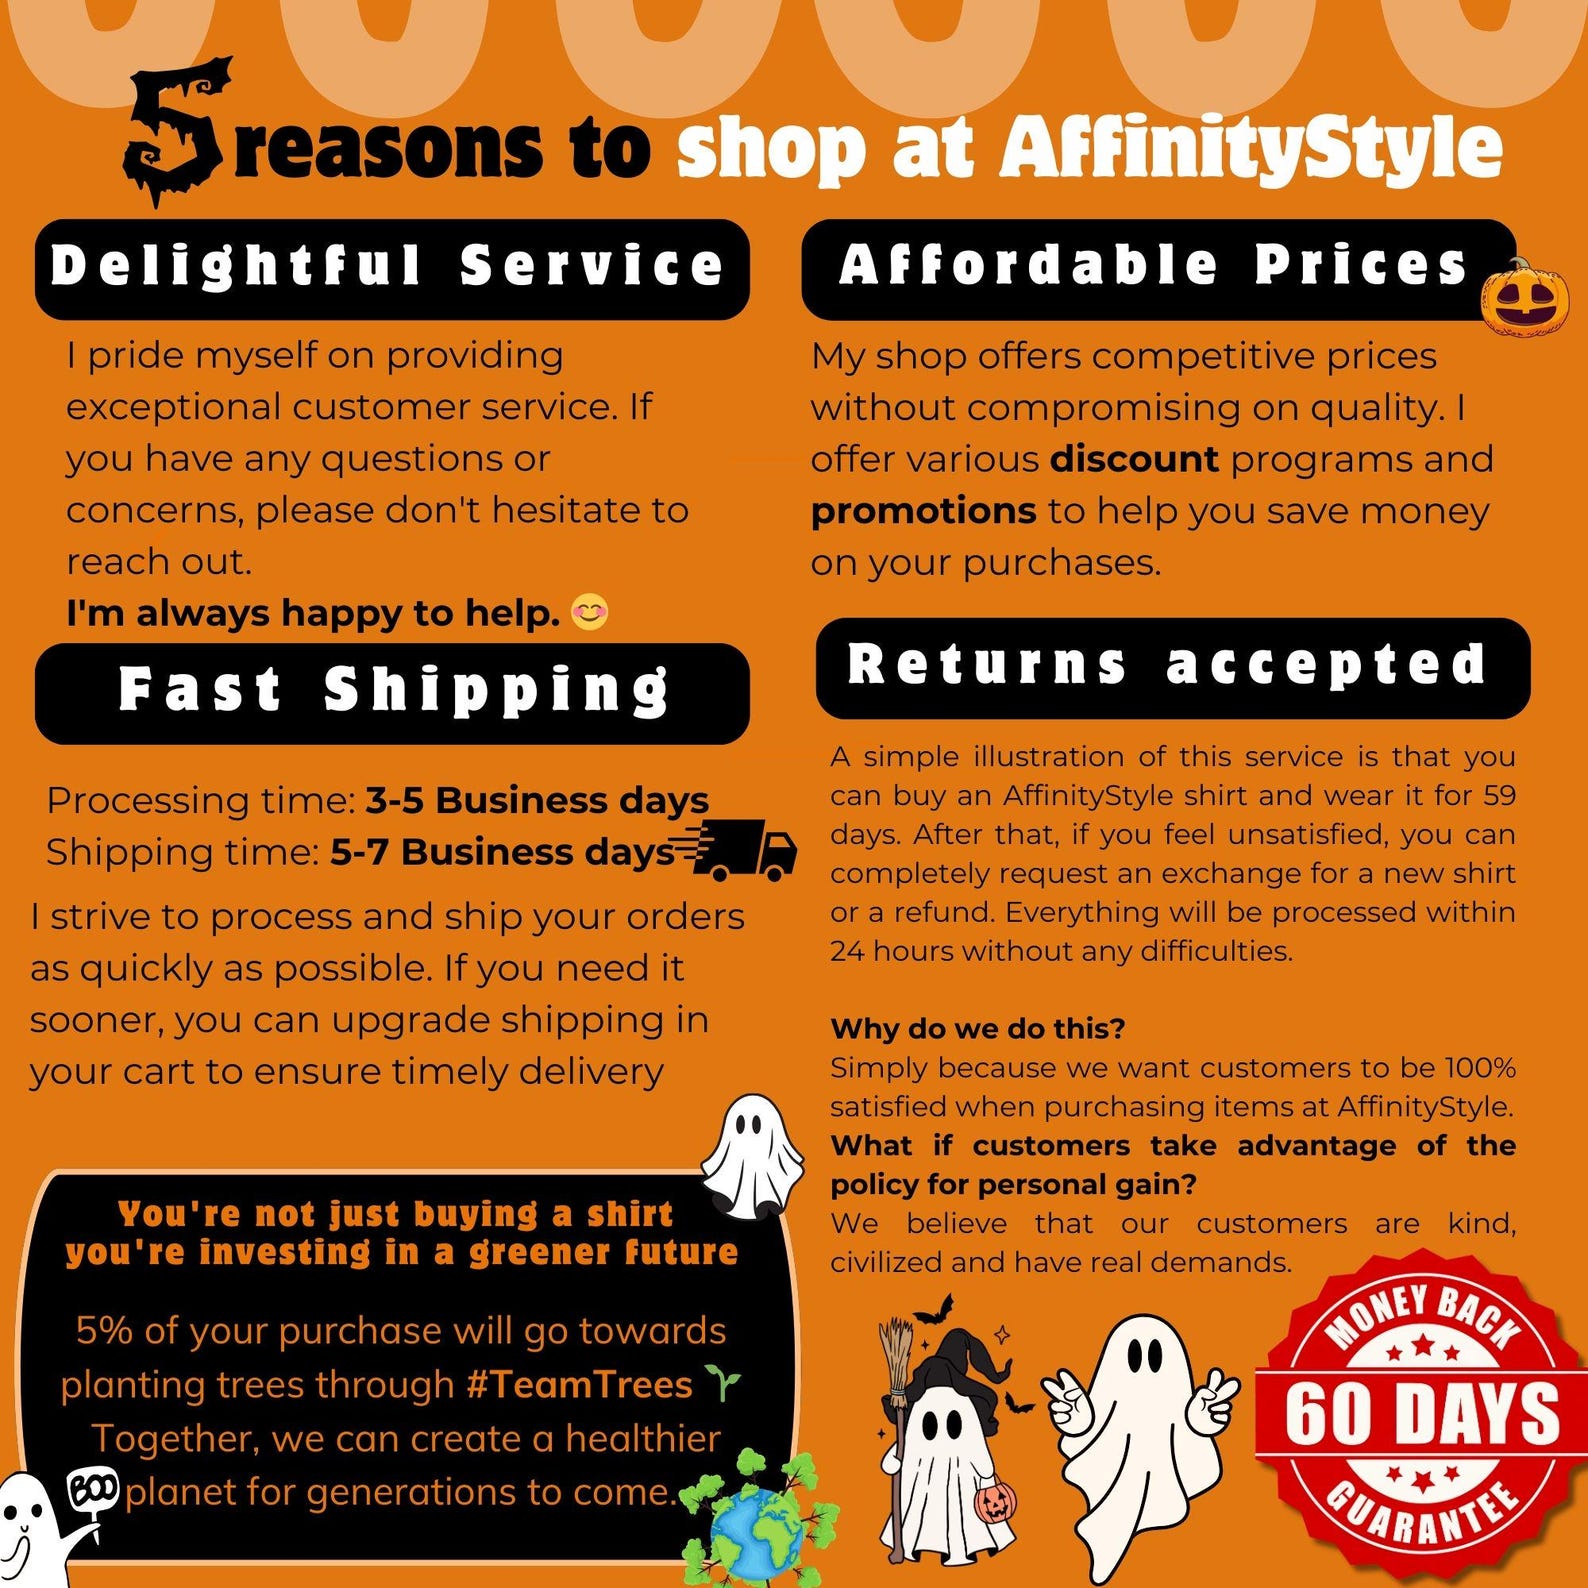 5 reasons to shop at AffinityStyle
Delightful Service
I pride myself on providing
exceptional customer service. If
you have any questions or
concerns, please don't hesitate to
reach out.
I'm always happy to help. 😊
Fast Shipping
Processing time: 3-5 Business days
Shipping time: 5-7 Business days
I strive to process and ship your orders
as quickly as possible. If you need it
sooner, you can upgrade shipping in
your cart to ensure timely delivery
You're not just buying a shirt
you're investing in a greener future
5% of your purchase will go towards
planting trees through #TeamTrees
Together, we can create a healthier
planet for generations to come.
BOO
Affordable Prices
My shop offers competitive prices
without compromising on quality. I
offer various discount programs and
promotions to help you save money
on your purchases.
Returns accepted
A simple illustration of this service is that you
can buy an AffinityStyle shirt and wear it for 59
days. After that, if you feel unsatisfied, you can
completely request an exchange for a new shirt
or a refund. Everything will be processed within
24 hours without any difficulties.
Why do we do this?
Simply because we want customers to be 100%
satisfied when purchasing items at AffinityStyle.
What if customers take advantage of the
policy for personal gain?
We believe that our customers are kind,
civilized and have real demands.
MONEY BACK
60 DAYS
GUARANTEE